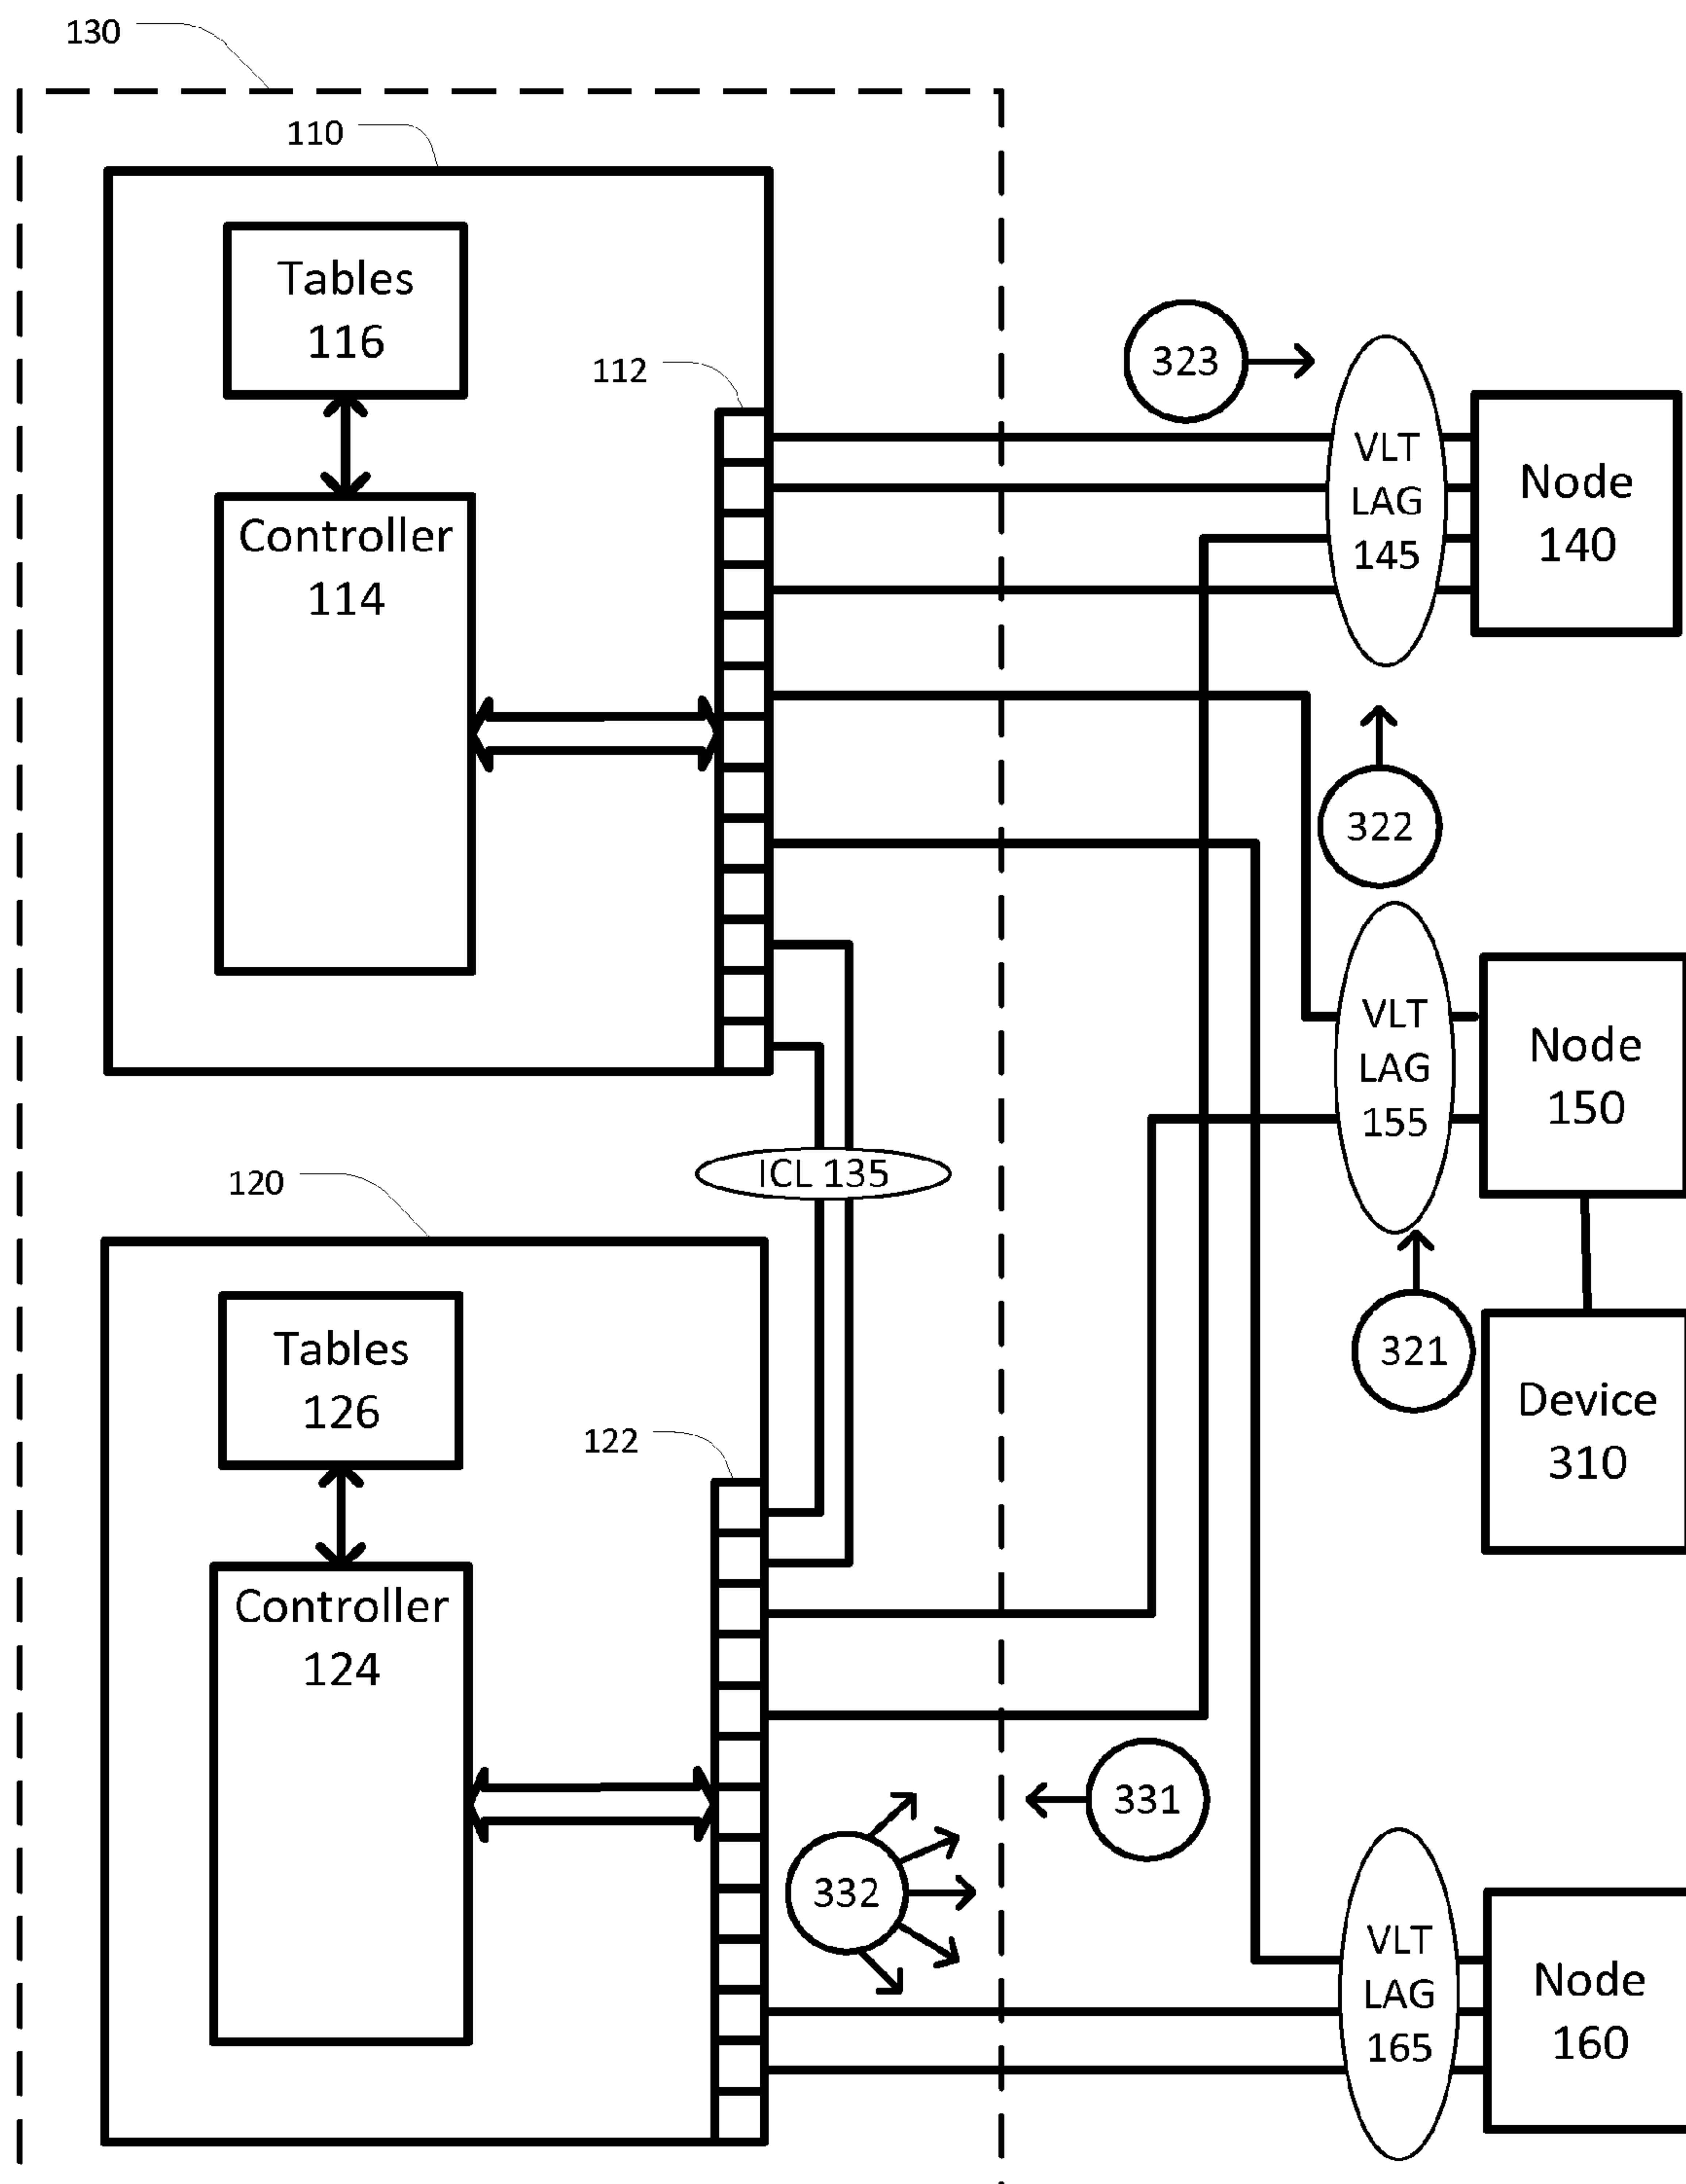 130
110
Tables
116
112
Controller
114
323
VLT
LAG
145
Node
140
322
VLT
LAG
155
Node
150
ICL 135
120
321
Device
310
Tables
126
122
Controller
124
331
332
VLT
LAG
165
Node
160